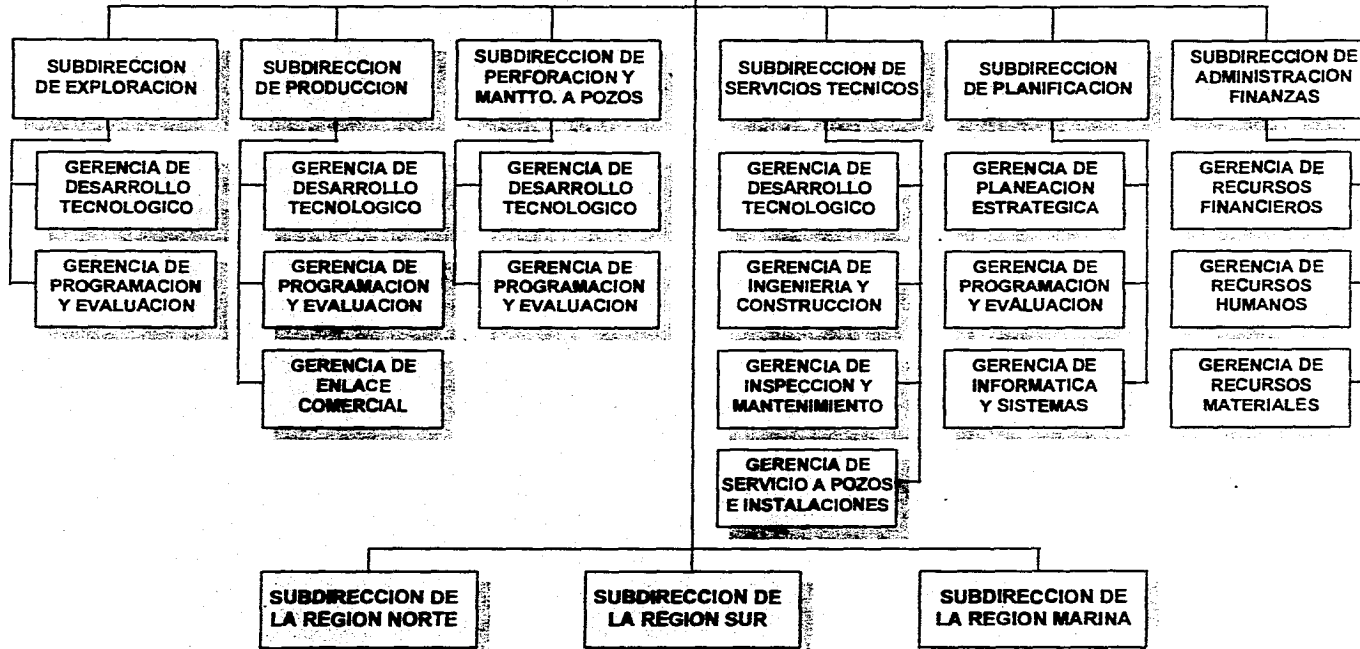 SUBDIRECCION
DE EXPLORACION
SUBDIRECCION
DE PRODUCCION
SUBDIRECCION DE
PERFORACION Y
MANTTO. A POZOS
SUBDIRECCION DE
SERVICIOS TECNICOS
SUBDIRECCION
DE PLANIFICACION
SUBDIRECCION DE
ADMINISTRACION
FINANZAS
GERENCIA DE
DESARROLLO
TECNOLOGICO
GERENCIA DE
DESARROLLO
TECNOLOGICO
GERENCIA DE
DESARROLLO
TECNOLOGICO
GERENCIA DE
DESARROLLO
TECNOLOGICO
GERENCIA DE
PLANEACION
ESTRATEGICA
GERENCIA DE
RECURSOS
FINANCIEROS
GERENCIA DE
PROGRAMACION
Y EVALUACION
GERENCIA DE
PROGRAMACION
Y EVALUACION
GERENCIA DE
PROGRAMACION
Y EVALUACION
GERENCIA DE
INGENIERIA Y
CONSTRUCCION
GERENCIA DE
PROGRAMACION
Y EVALUACION
GERENCIA DE
RECURSOS
HUMANOS
GERENCIA DE
ENLACE
COMERCIAL
GERENCIA DE
INSPECCION Y
MANTENIMIENTO
GERENCIA DE
INFORMATICA
Y SISTEMAS
GERENCIA DE
RECURSOS
MATERIALES
GERENCIA DE
SERVICIO A POZOS
E INSTALACIONES
SUBDIRECCION DE
LA REGION NORTE
SUBDIRECCION DE
LA REGION SUR
SUBDIRECCION DE
LA REGION MARINA